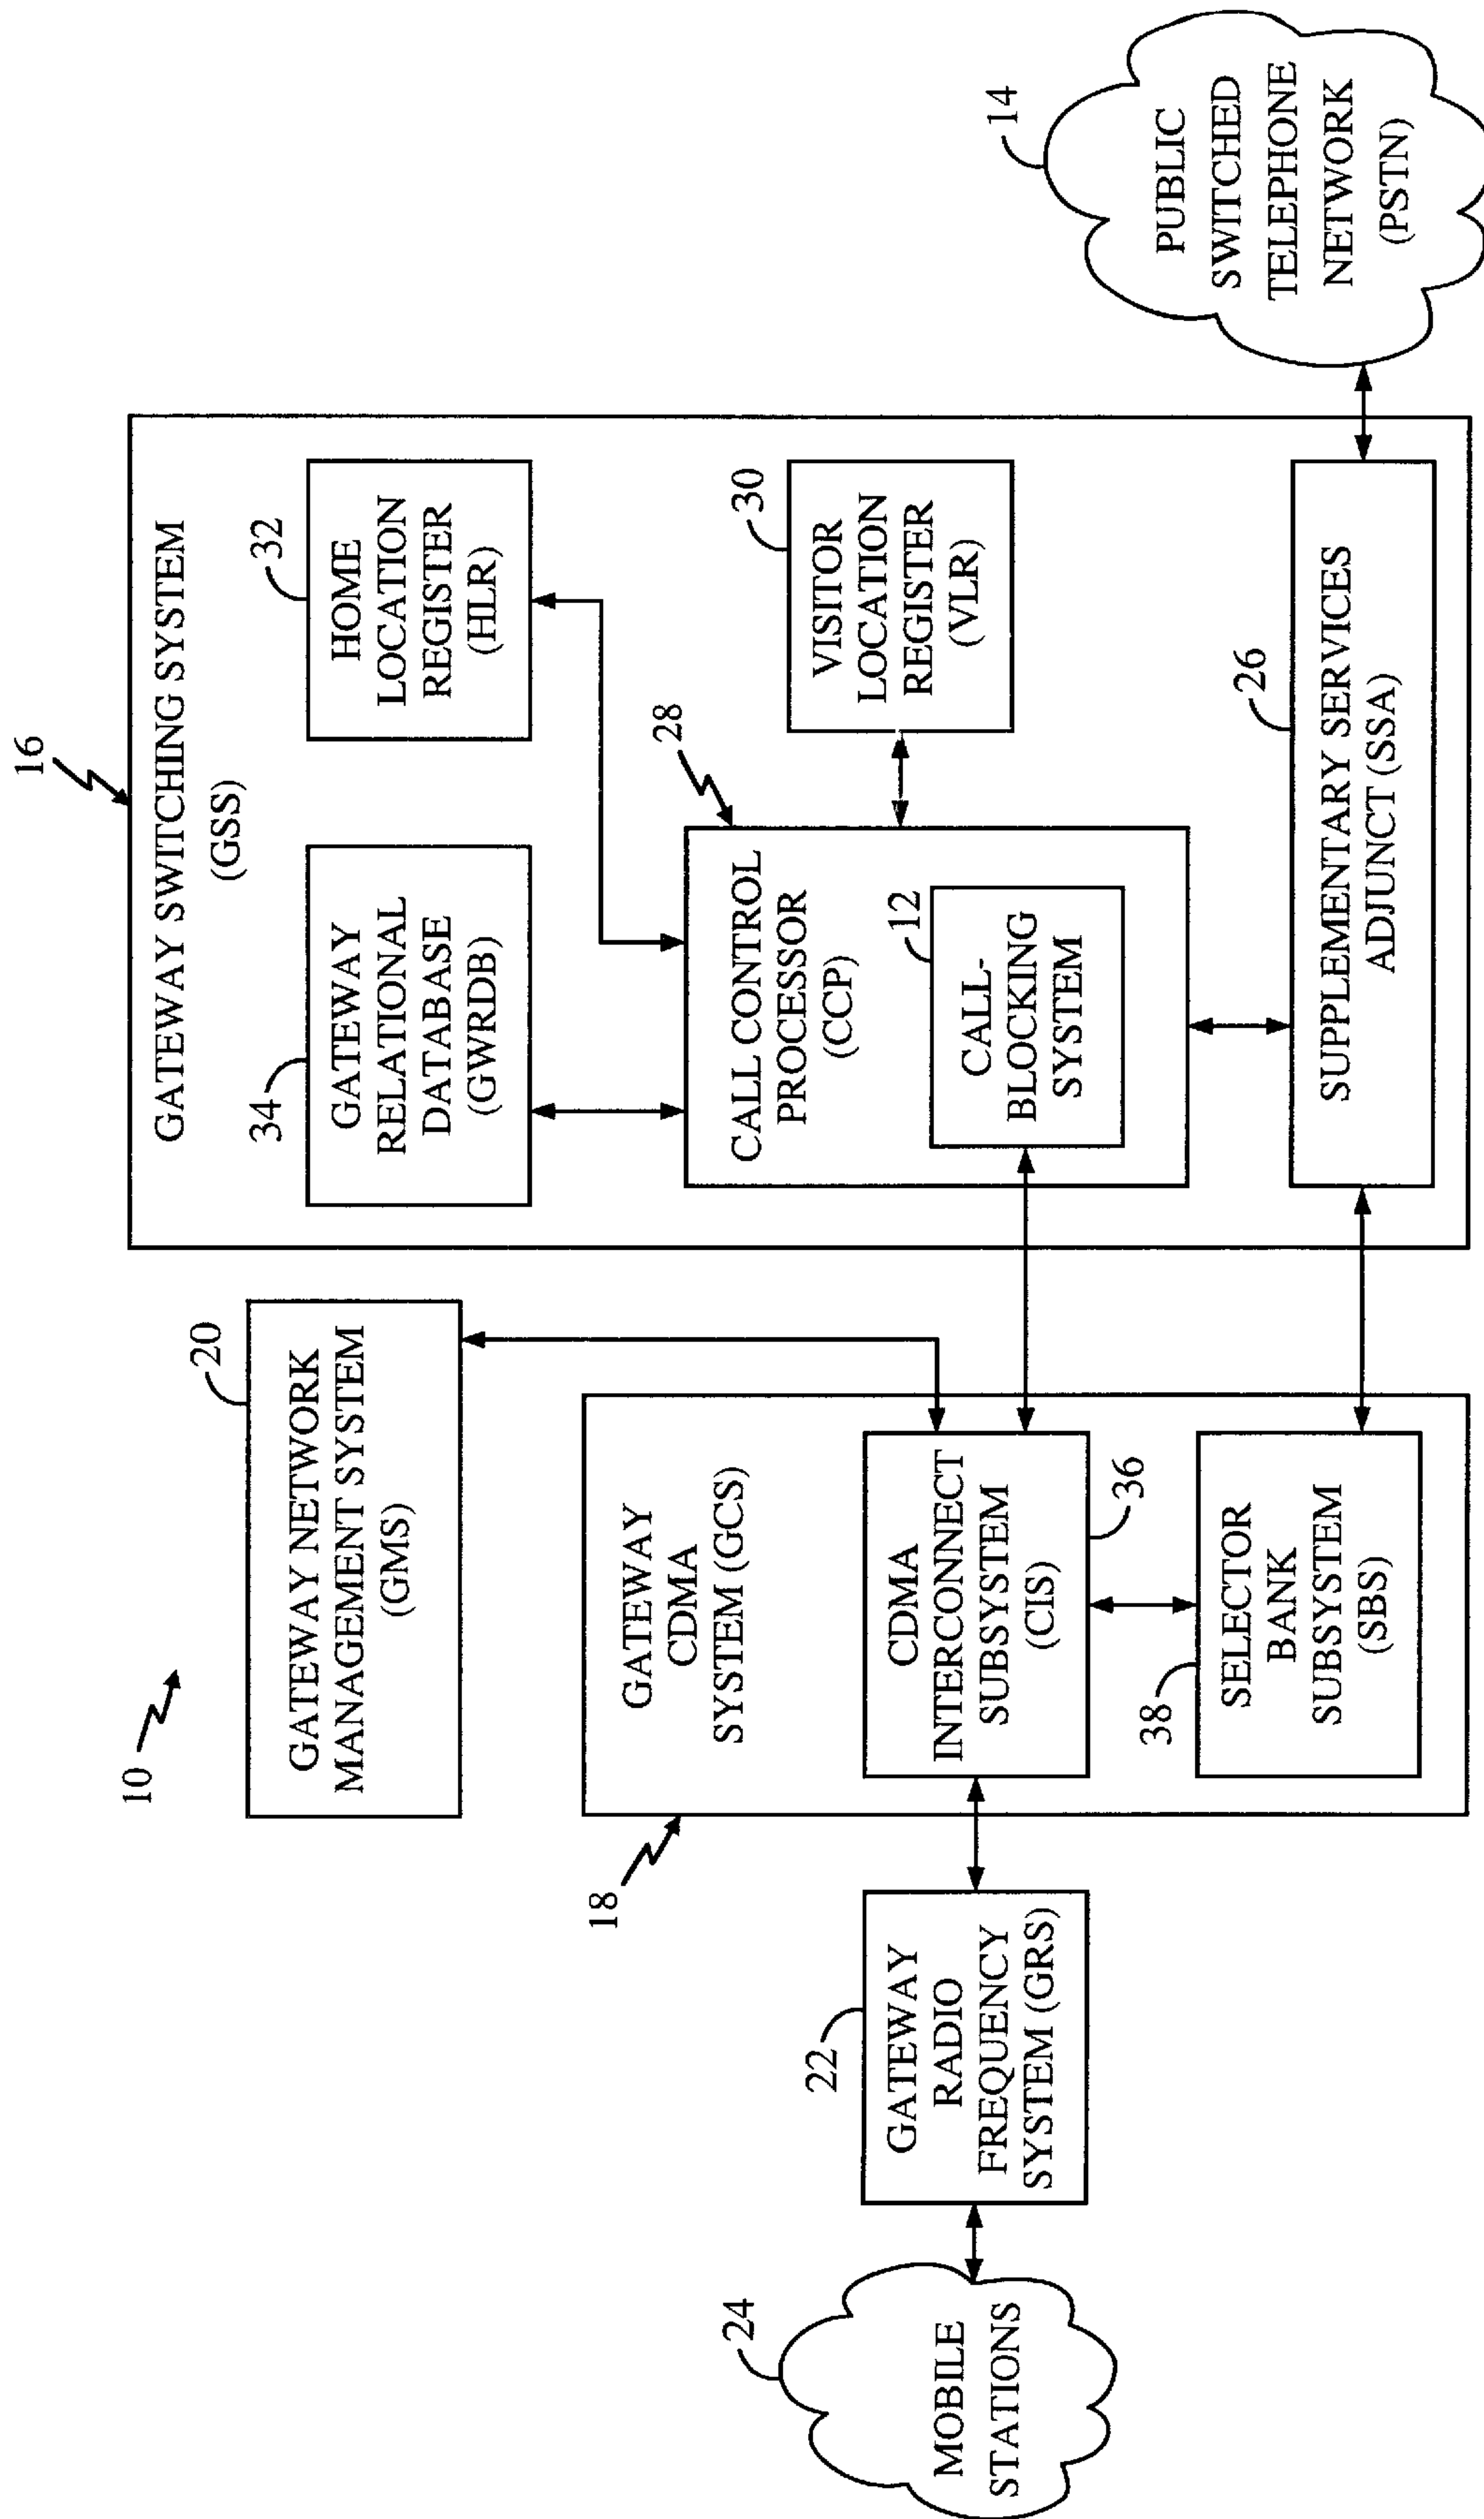 10
16
GATEWAY SWITCHING SYSTEM
(GSS)
20
GATEWAY NETWORK
MANAGEMENT SYSTEM
(GMS)
34
GATEWAY
RELATIONAL
DATABASE
(GWRDB)
32
HOME
LOCATION
REGISTER
(HLR)
28
CALL CONTROL
PROCESSOR
(CCP)
12
CALL-
BLOCKING
SYSTEM
30
VISITOR
LOCATION
REGISTER
(VLR)
26
SUPPLEMENTARY SERVICES
ADJUNCT (SSA)
14
PUBLIC
SWITCHED
TELEPHONE
NETWORK
(PSTN)
18
GATEWAY
CDMA
SYSTEM (GCS)
CDMA
INTERCONNECT
SUBSYSTEM
(CIS)
36
38
SELECTOR
BANK
SUBSYSTEM
(SBS)
22
GATEWAY
RADIO
FREQUENCY
SYSTEM (GRS)
24
MOBILE
STATIONS